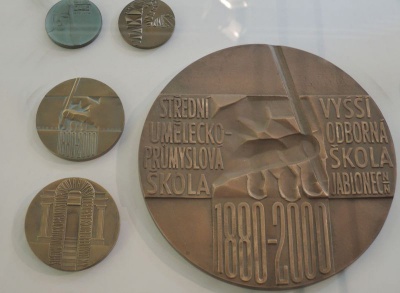 STŘEDNÍ
UMĚLECKO-
PRŮMYSLOVÁ
ŠKOLA
VYŠŠÍ
ODBORNÁ
ŠKOLA
JABLONEC N N
1880-2000